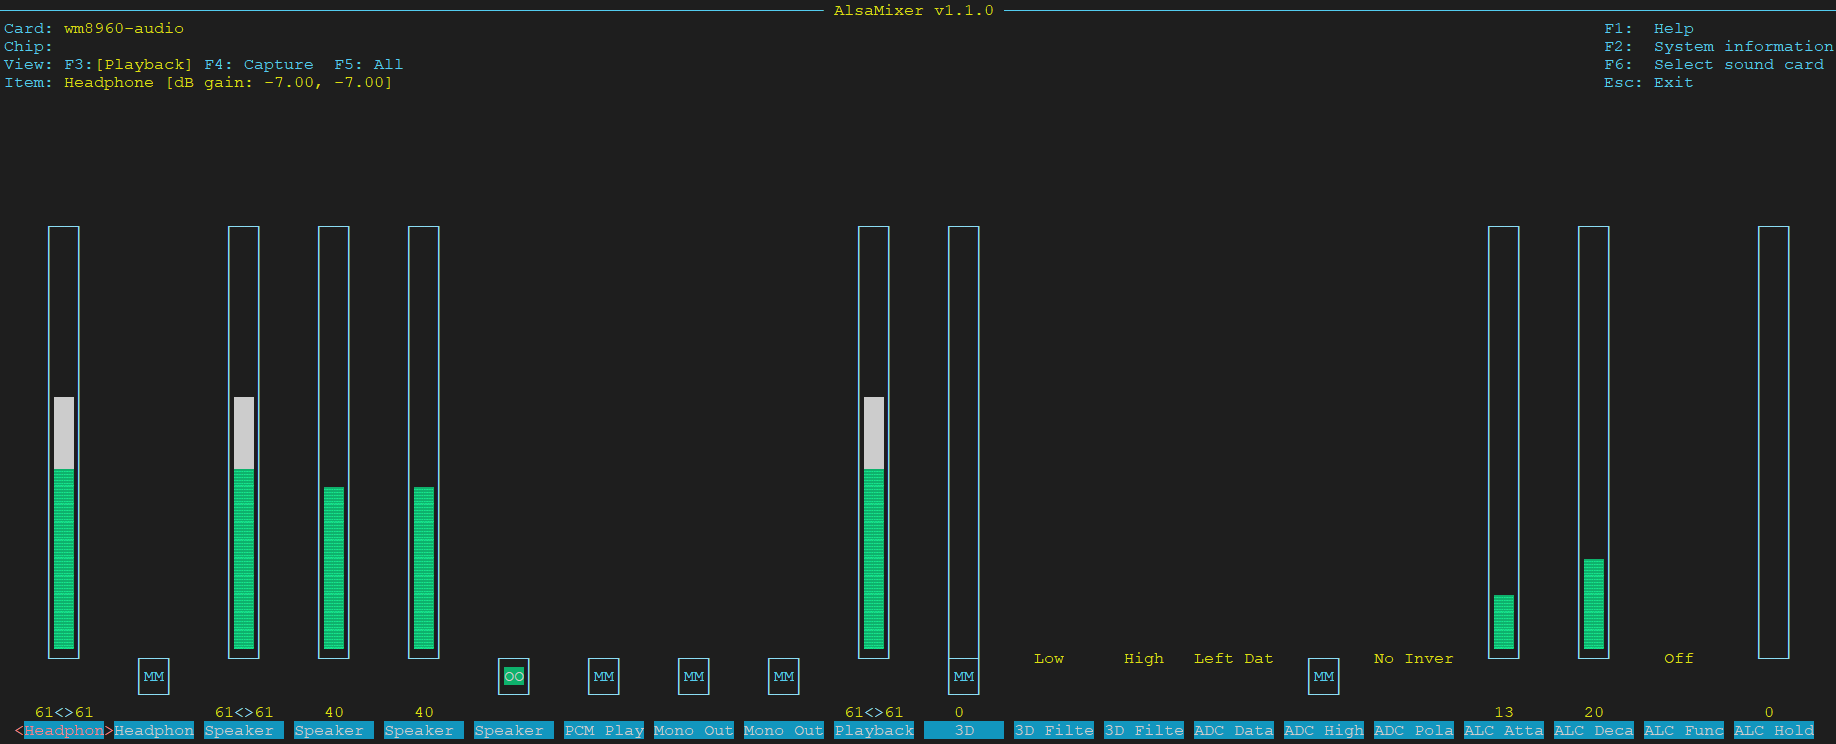 AlsaMixer v1.1.0
Card: wm8960-audio F1: Help
Chip: F2: System information
View: F3:[Playback] F4: Capture F5: All F6: Select sound card
Item: Headphone [dB gain: -7.00, -7.00] Esc: Exit
Low High Left Dat No Inver Off
MM OO MM MM MM MM MM
61<>61 61<>61 40 40 61<>61 0 13 20 0
<Headphon>Headphon Speaker Speaker Speaker Speaker PCM Play Mono Out Mono Out Playback 3D 3D Filte 3D Filte ADC Data ADC High ADC Pola ALC Atta ALC Deca ALC Func ALC Hold